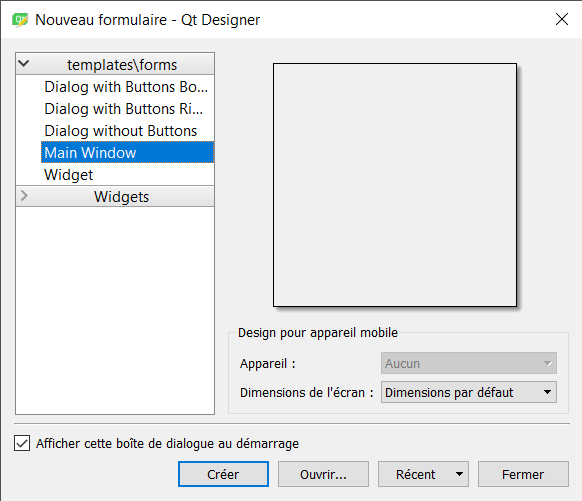 Nouveau formulaire - Qt Designer
templates\forms
Dialog with Buttons Bo...
Dialog with Buttons Ri...
Dialog without Buttons
Main Window
Widget
Widgets
Design pour appareil mobile
Appareil : Aucun
Dimensions de l'écran : Dimensions par défaut
Afficher cette boîte de dialogue au démarrage
Créer Ouvrir... Récent Fermer